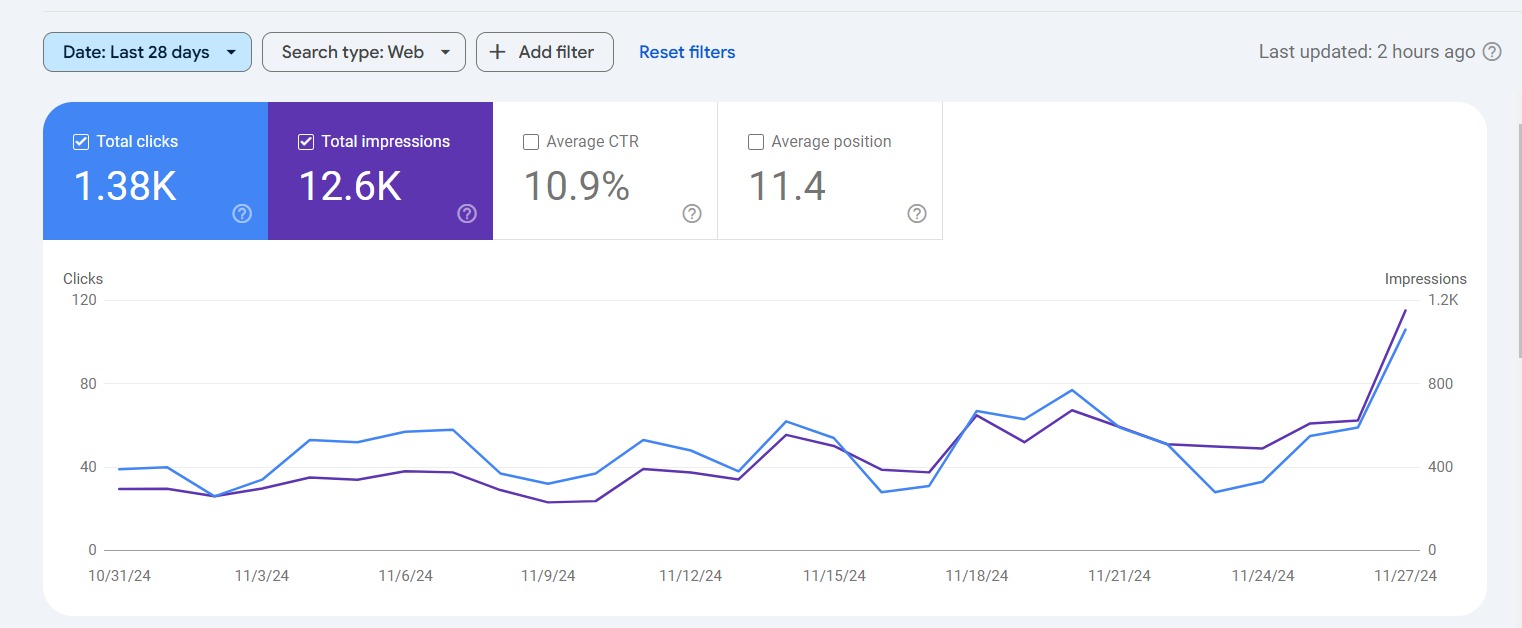 Date: Last 28 days Search type: Web Add filter Reset filters Last updated: 2 hours ago
Total clicks Total impressions Average CTR Average position
1.38K 12.6K 10.9% 11.4
Clicks Impressions
120 1.2K
80 800
40 400
0 0
10/31/24 11/3/24 11/6/24 11/9/24 11/12/24 11/15/24 11/18/24 11/21/24 11/24/24 11/27/24